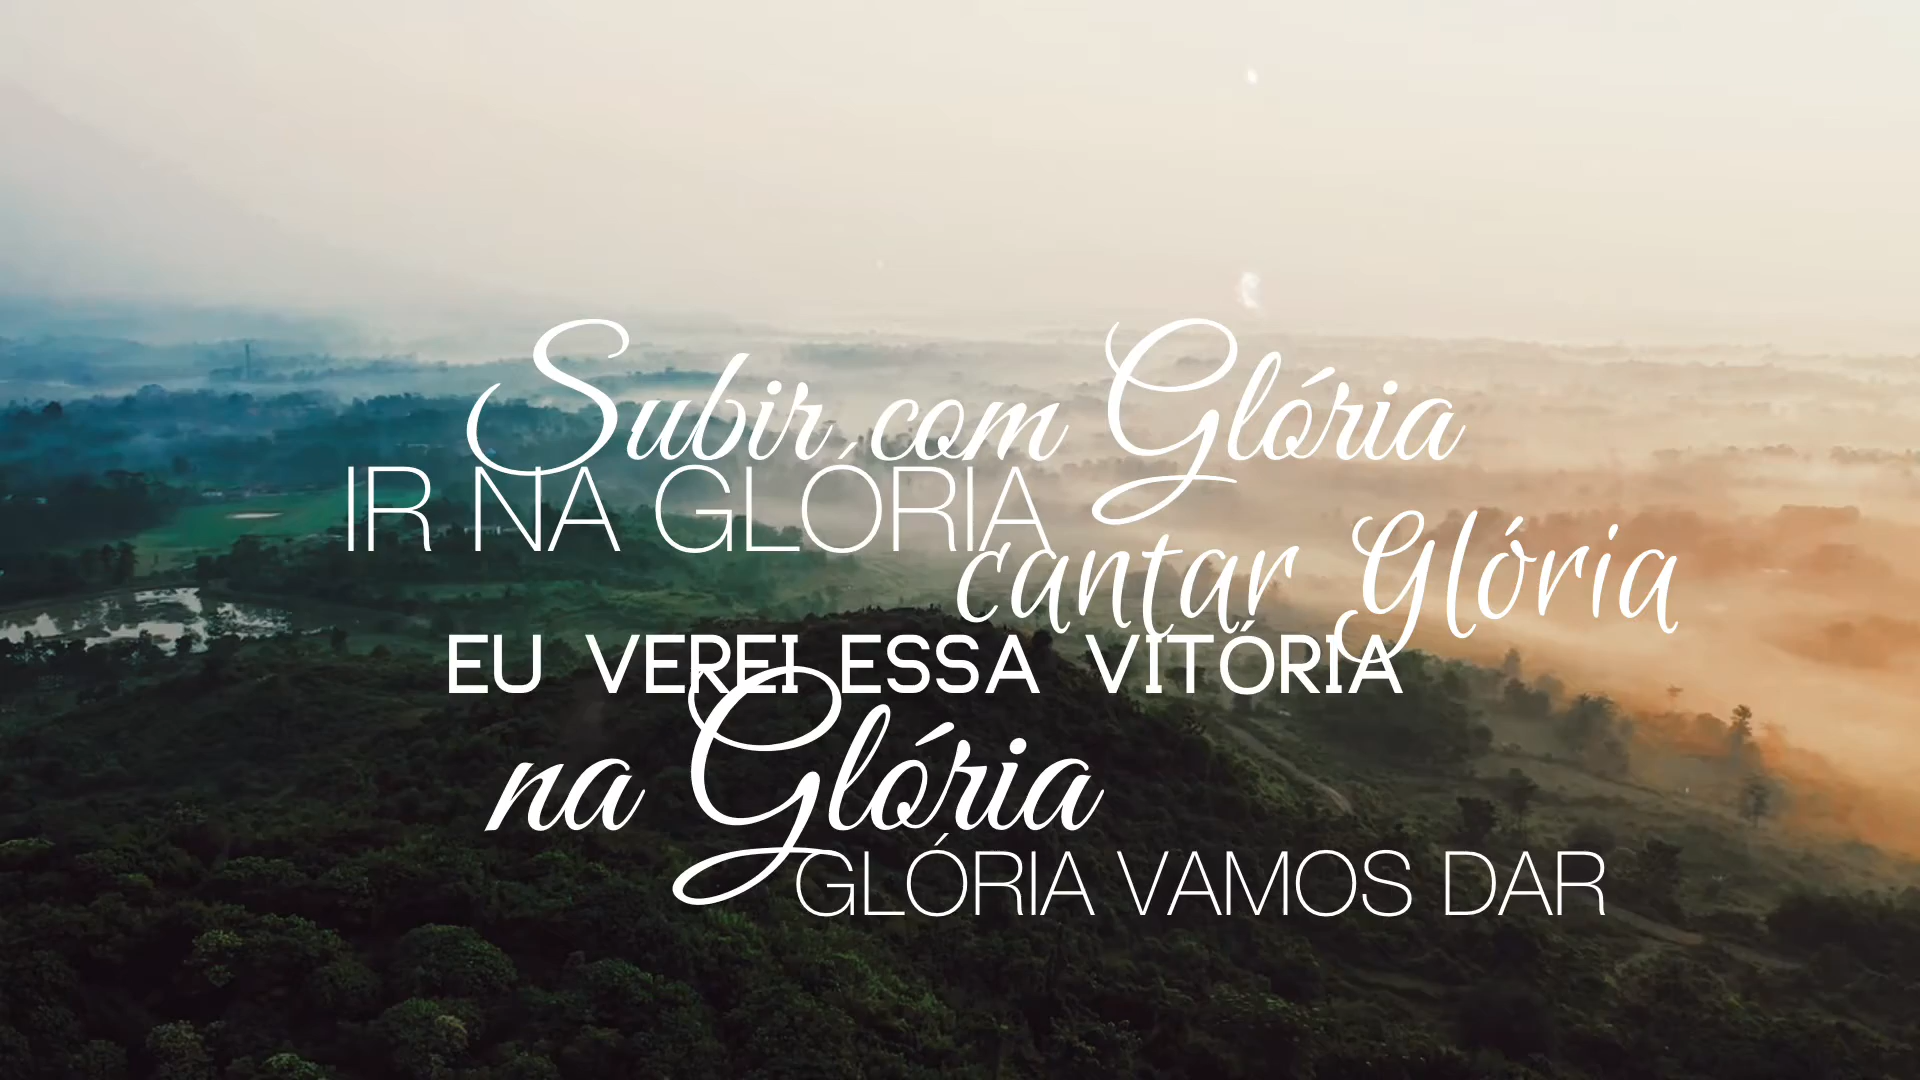 Subir com Glória
IR NA GLÓRIA
cantar Glória
EU VEREI ESSA VITÓRIA
na Glória
GLÓRIA VAMOS DAR